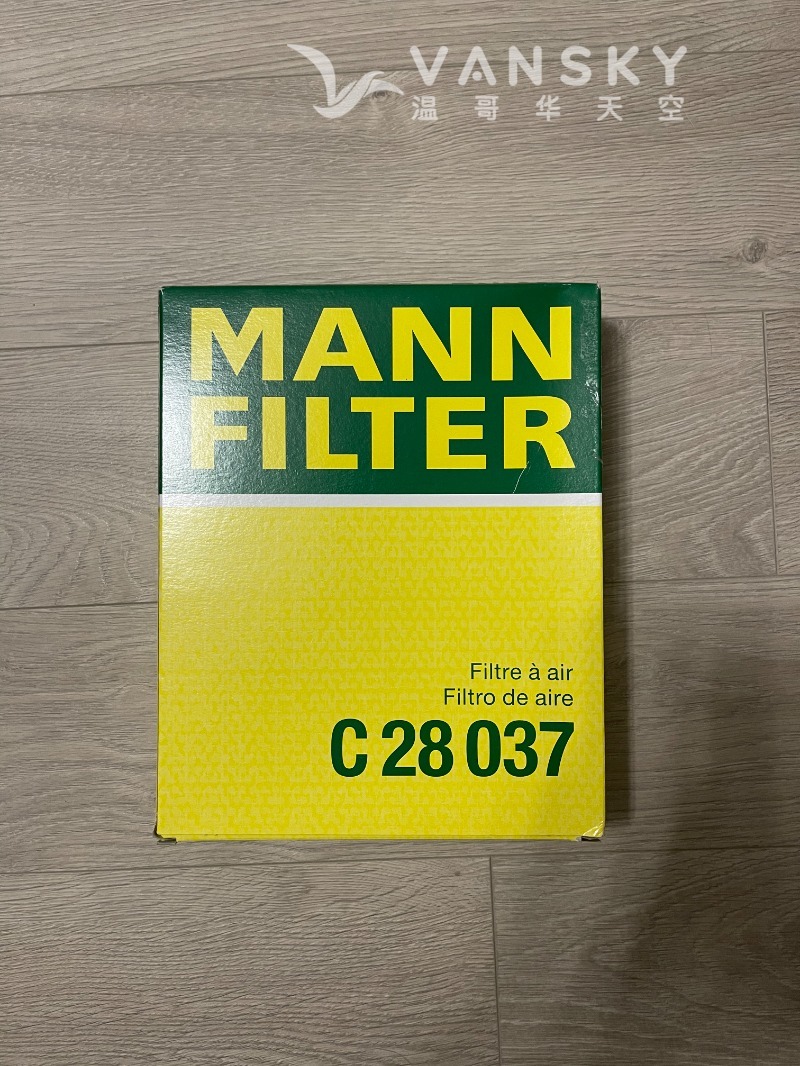 VANSKY
温哥华天空
MANN
FILTER
Filtre à air
Filtro de aire
C 28 037